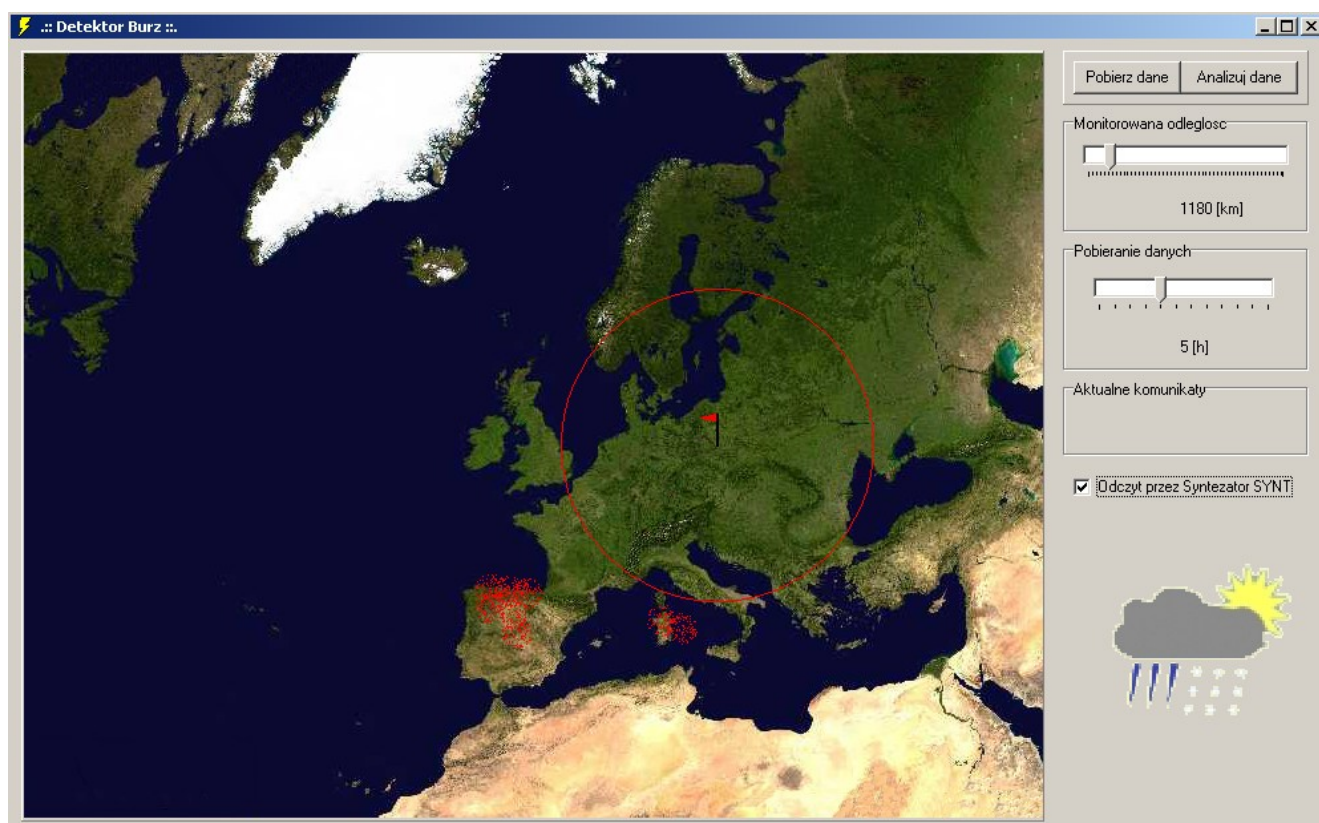 .:: Detektor Burz ::.
Pobierz dane
Analizuj dane
Monitorowana odleglosc
1180 [km]
Pobieranie danych
5 [h]
Aktualne komunikaty
Odczyt przez Syntezator SYNT